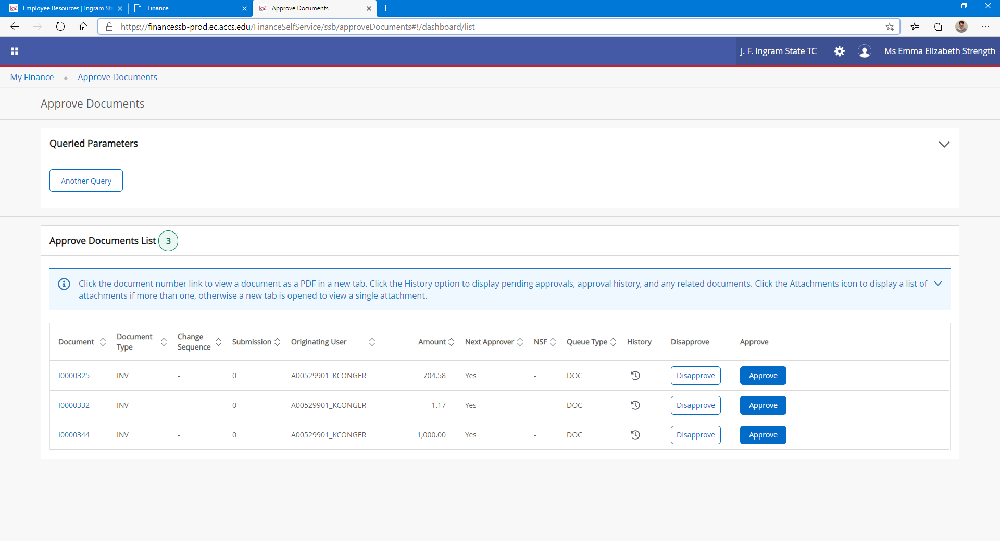 Employee Resources | Ingram Sta
Finance
Approve Documents
https://financessb-prod.ec.accs.edu/FinanceSelfService/ssb/approveDocuments#!/dashboard/list
J. F. Ingram State TC
Ms Emma Elizabeth Strength
My Finance
Approve Documents
Approve Documents
Queried Parameters
Another Query
Approve Documents List 3
Click the document number link to view a document as a PDF in a new tab. Click the History option to display pending approvals, approval history, and any related documents. Click the Attachments icon to display a list of
attachments if more than one, otherwise a new tab is opened to view a single attachment.
Document Document Type Change Sequence Submission Originating User Amount Next Approver NSF Queue Type History Disapprove Approve
I0000325 INV - 0 A00529901_KCONGER 704.58 Yes - DOC Disapprove Approve
I0000332 INV - 0 A00529901_KCONGER 1.17 Yes - DOC Disapprove Approve
I0000344 INV - 0 A00529901_KCONGER 1,000.00 Yes - DOC Disapprove Approve